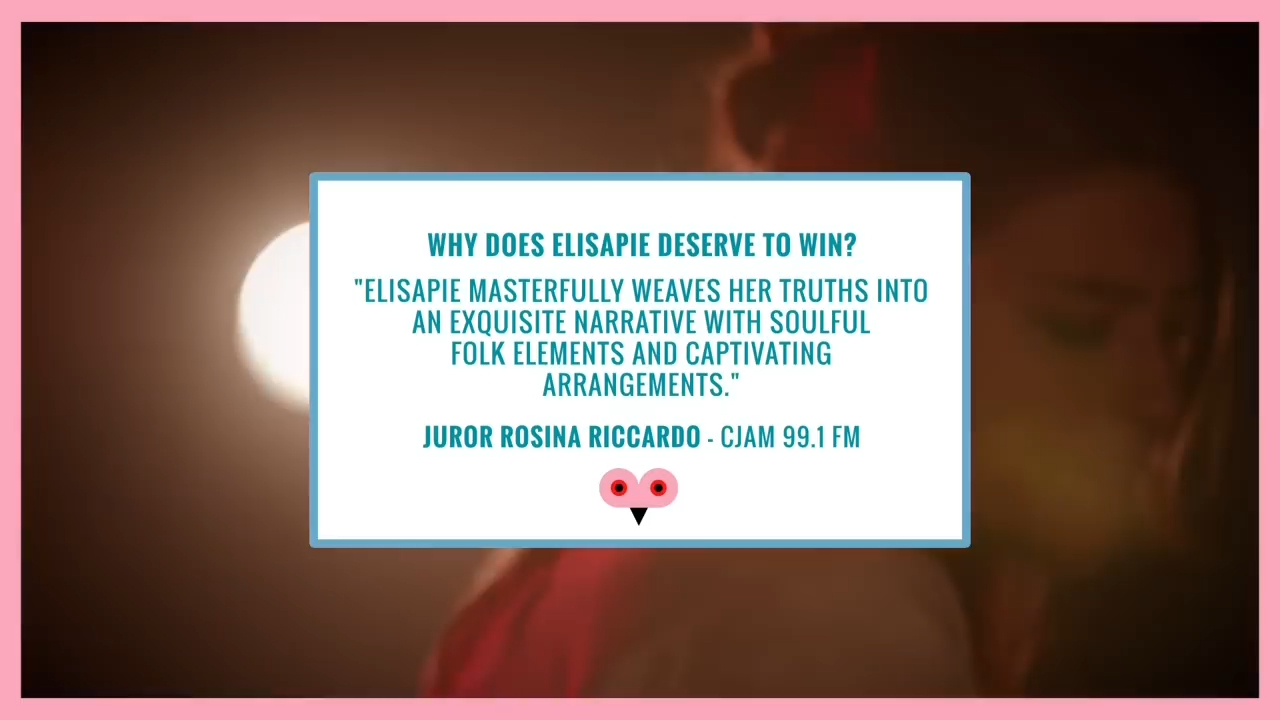 WHY DOES ELISAPIE DESERVE TO WIN?
"ELISAPIE MASTERFULLY WEAVES HER TRUTHS INTO
AN EXQUISITE NARRATIVE WITH SOULFUL
FOLK ELEMENTS AND CAPTIVATING
ARRANGEMENTS."
JUROR ROSINA RICCARDO - CJAM 99.1 FM